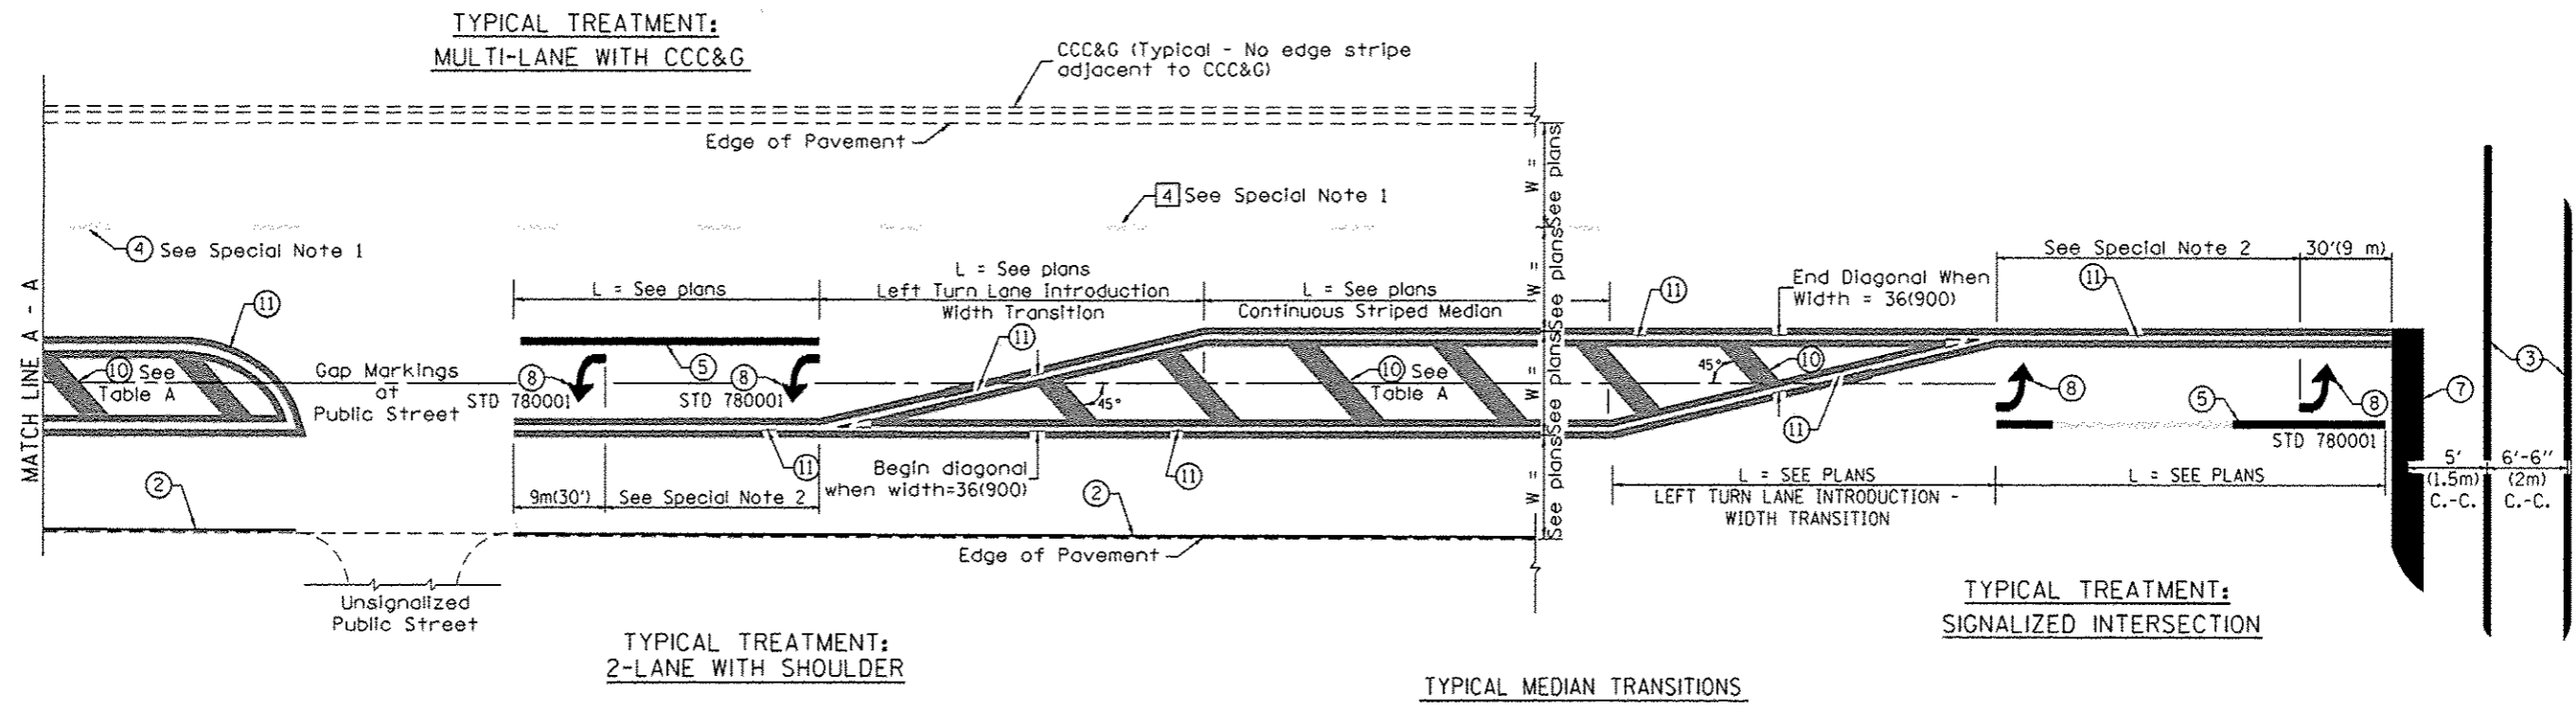 TYPICAL TREATMENT:
MULTI-LANE WITH CCC&G
CCC&G (Typical - No edge stripe
adjacent to CCC&G)
Edge of Pavement
4 See Special Note 1
4 See Special Note 1
MATCH LINE A - A
11
10 See
Table A
Gap Markings
at
Public Street
2
Unsignalized
Public Street
L = See plans
8
STD 780001
5
8
STD 780001
11
9m(30')
See Special Note 2
L = See plans
Left Turn Lane Introduction
Width Transition
11
45°
Begin diagonal
when width=36(900)
11
2
Edge of Pavement
L = See plans
Continuous Striped Median
10 See
Table A
W = See plans
W = See plans
W = See plans
W = See plans
11
End Diagonal When
Width = 36(900)
45°
10
11
See Special Note 2
30'(9 m)
11
8
8
5
STD 780001
7
3
5'
(1.5m)
C.-C.
6'-6"
(2m)
C.-C.
L = SEE PLANS
LEFT TURN LANE INTRODUCTION -
WIDTH TRANSITION
L = SEE PLANS
TYPICAL TREATMENT:
SIGNALIZED INTERSECTION
TYPICAL TREATMENT:
2-LANE WITH SHOULDER
TYPICAL MEDIAN TRANSITIONS